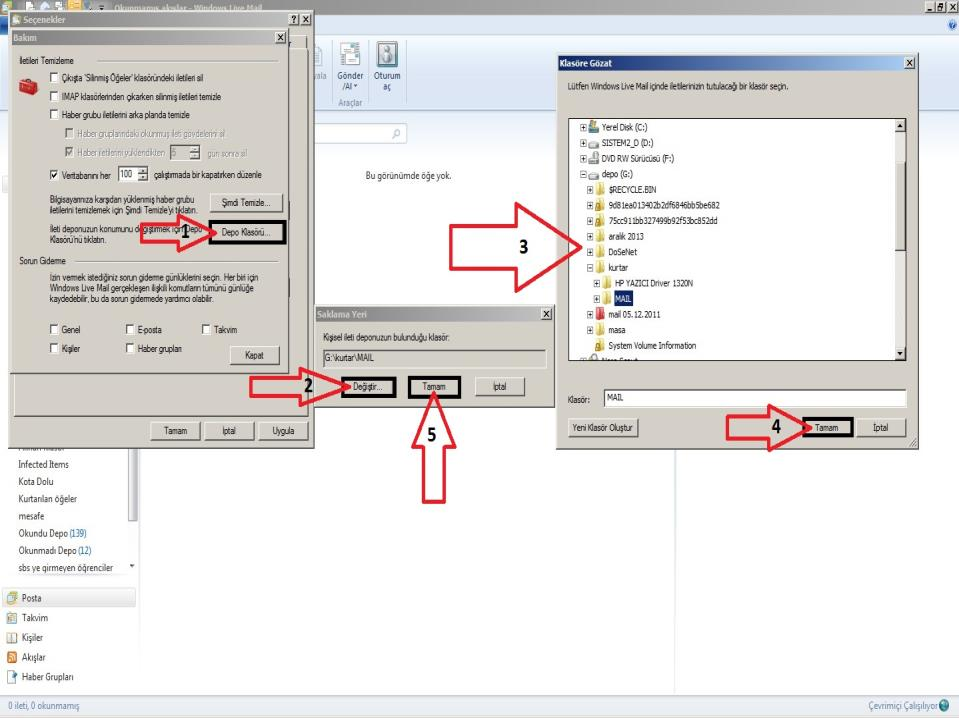 Okunmamış akışlar - Windows Live Mail
Seçenekler
Bakım
İletileri Temizleme
Çıkışta 'Silinmiş Öğeler' klasöründeki iletileri sil
IMAP klasörlerinden çıkarken silinmiş iletileri temizle
Haber grubu iletilerini arka planda temizle
Haber gruplarındaki okunmuş ileti gövdelerini sil
Haber iletilerini yüklendikten 5 gün sonra sil
Veritabanını her 100 çalıştırmada bir kapatırken düzenle
Bilgisayarınıza karşıdan yüklenmiş haber grubu
iletilerini temizlemek için Şimdi Temizle'yi tıklatın.
Şimdi Temizle...
İleti deponuzun konumunu değiştirmek için Depo
Klasörü'nü tıklatın.
1
Depo Klasörü...
Sorun Giderme
İzin vermek istediğiniz sorun giderme günlüklerini seçin. Her biri için
Windows Live Mail gerçekleşen ilişkili komutların tümünü günlüğe
kaydedebilir, bu da sorun gidermede yardımcı olabilir.
Genel
E-posta
Takvim
Kişiler
Haber grupları
Kapat
Tamam
İptal
Uygula
Gönder
/Al
Oturum
aç
Araçlar
Bu görünümde öğe yok.
Saklama Yeri
Kişisel ileti deponuzun bulunduğu klasör:
G:\kurtar\MAIL
2
Değiştir...
Tamam
İptal
5
Klasöre Gözat
Lütfen Windows Live Mail içinde iletilerinizin tutulacağı bir klasör seçin.
3
Yerel Disk (C:)
SISTEM2_D (D:)
DVD RW Sürücüsü (F:)
depo (G:)
$RECYCLE.BIN
9d81ea013402b2df6846bb5be682
75cc911bb327499b92f53bc852dd
aralık 2013
DoSeNet
kurtar
HP YAZICI Driver 1320N
MAIL
mail 05.12.2011
masa
System Volume Information
Klasör:
MAIL
Yeni Klasör Oluştur
4
Tamam
İptal
Infected Items
Kota Dolu
Kurtarılan öğeler
mesafe
Okundu Depo (139)
Okunmadı Depo (12)
sbs ye girmeyen öğrenciler
Posta
Takvim
Kişiler
Akışlar
Haber Grupları
0 ileti, 0 okunmamış
Çevrimiçi Çalışılıyor